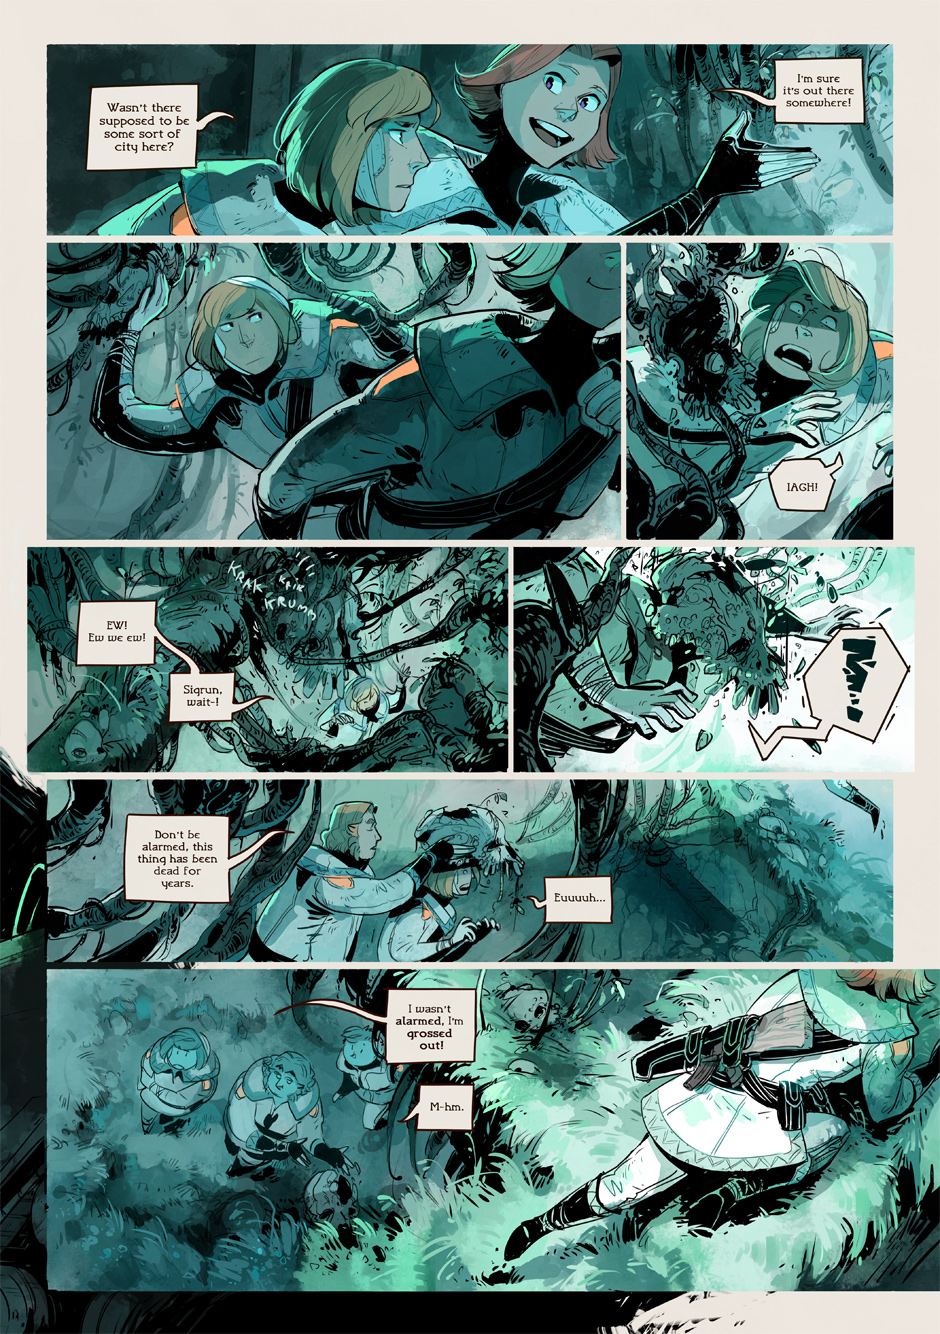 Wasn't there
supposed to be
some sort of
city here?
I'm sure
it's out there
somewhere!
IAGH!
EW!
Ew we ew!
KRAK
KRIK
KRUMM
Sigrun,
wait-!
Don't be
alarmed, this
thing has been
dead for
years.
Euuuuh...
I wasn't
alarmed, I'm
grossed
out!
M-hm.